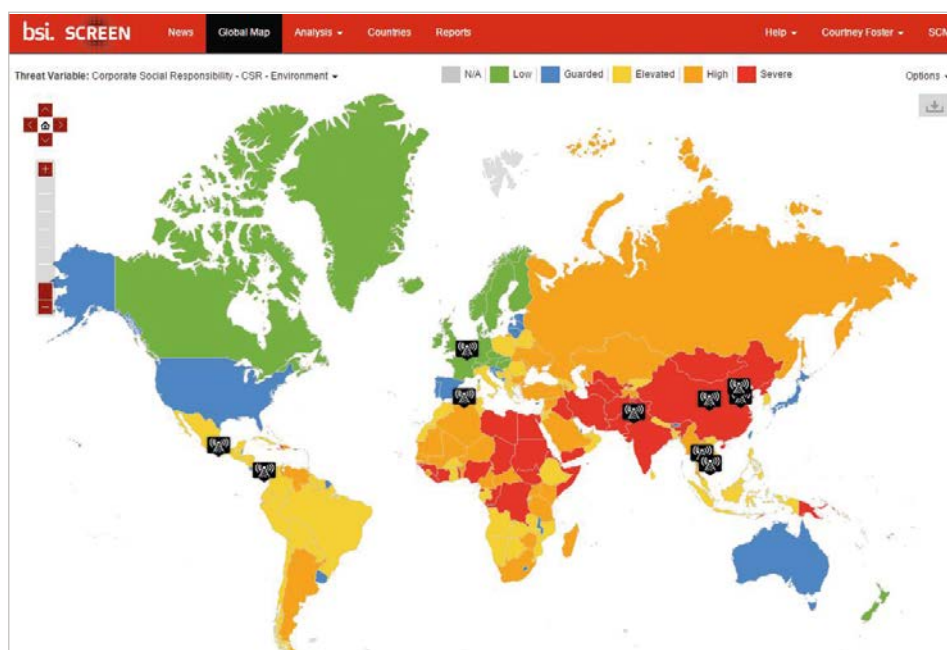 bsi. SCREEN News Global Map Analysis Countries Reports Help Courtney Foster SCM
Threat Variable: Corporate Social Responsibility - CSR - Environment N/A Low Guarded Elevated High Severe Options